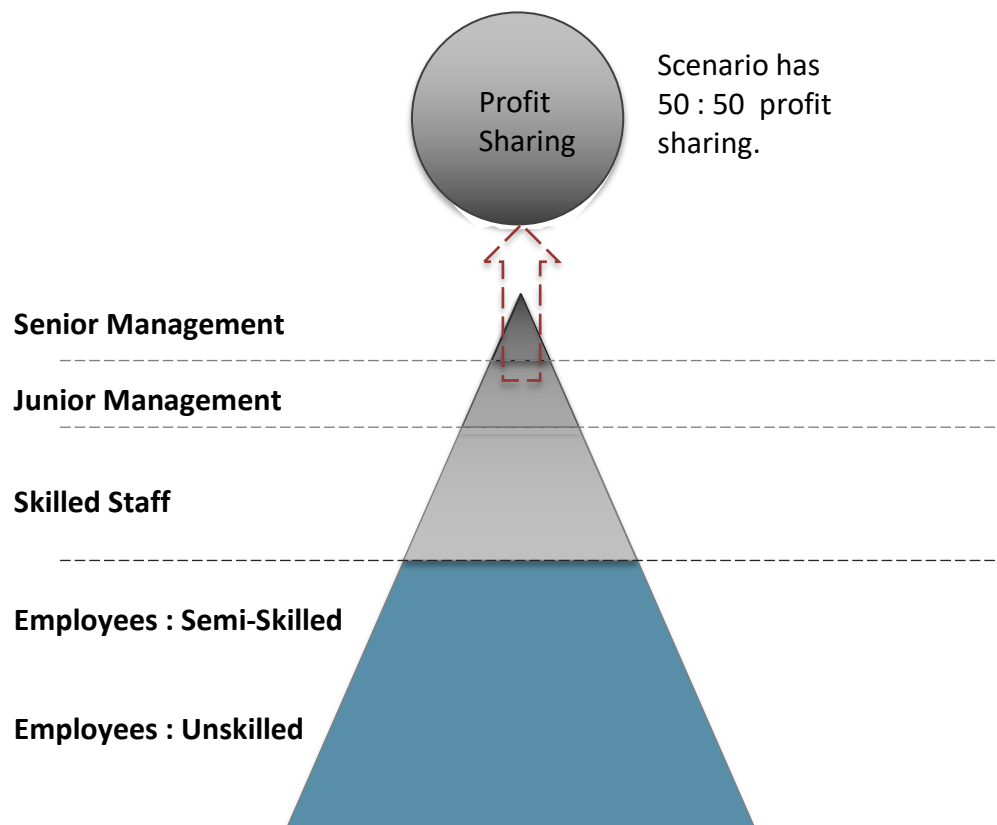 Profit
Sharing
Scenario has
50 : 50  profit
sharing.
Senior Management
Junior Management
Skilled Staff
Employees : Semi-Skilled
Employees : Unskilled